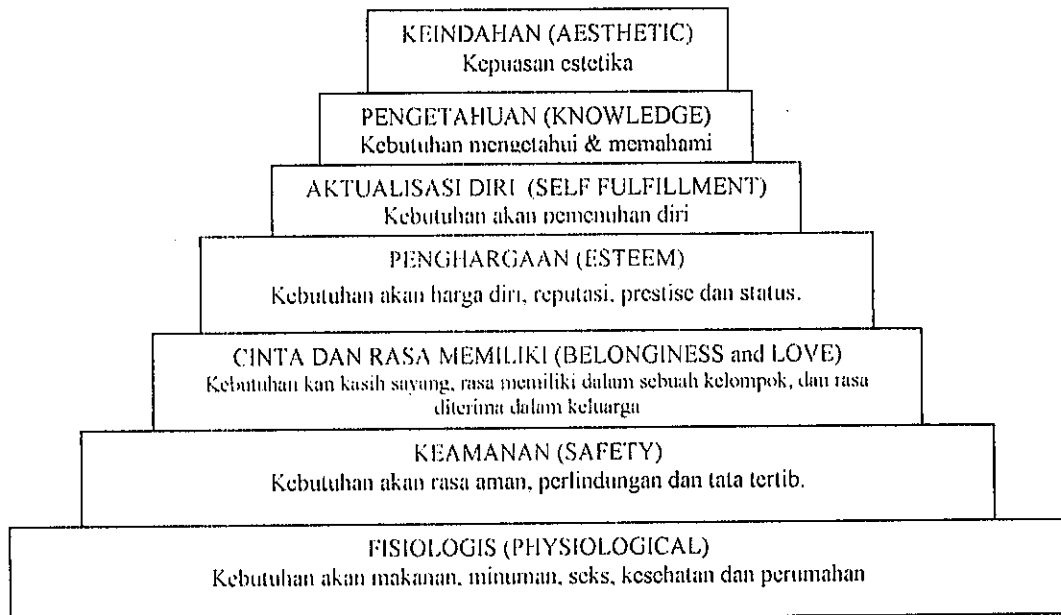 KEINDAHAN (AESTHETIC)
Kepuasan estetika
PENGETAHUAN (KNOWLEDGE)
Kebutuhan mengetahui & memahami
AKTUALISASI DIRI (SELF FULFILLMENT)
Kebutuhan akan pemenuhan diri
PENGHARGAAN (ESTEEM)
Kebutuhan akan harga diri, reputasi, prestise dan status.
CINTA DAN RASA MEMILIKI (BELONGINESS and LOVE)
Kebutuhan kan kasih sayang, rasa memiliki dalam sebuah kelompok, dan rasa
diterima dalam keluarga
KEAMANAN (SAFETY)
Kebutuhan akan rasa aman, perlindungan dan tata tertib.
FISIOLOGIS (PHYSIOLOGICAL)
Kebutuhan akan makanan, minuman, seks, kesehatan dan perumahan